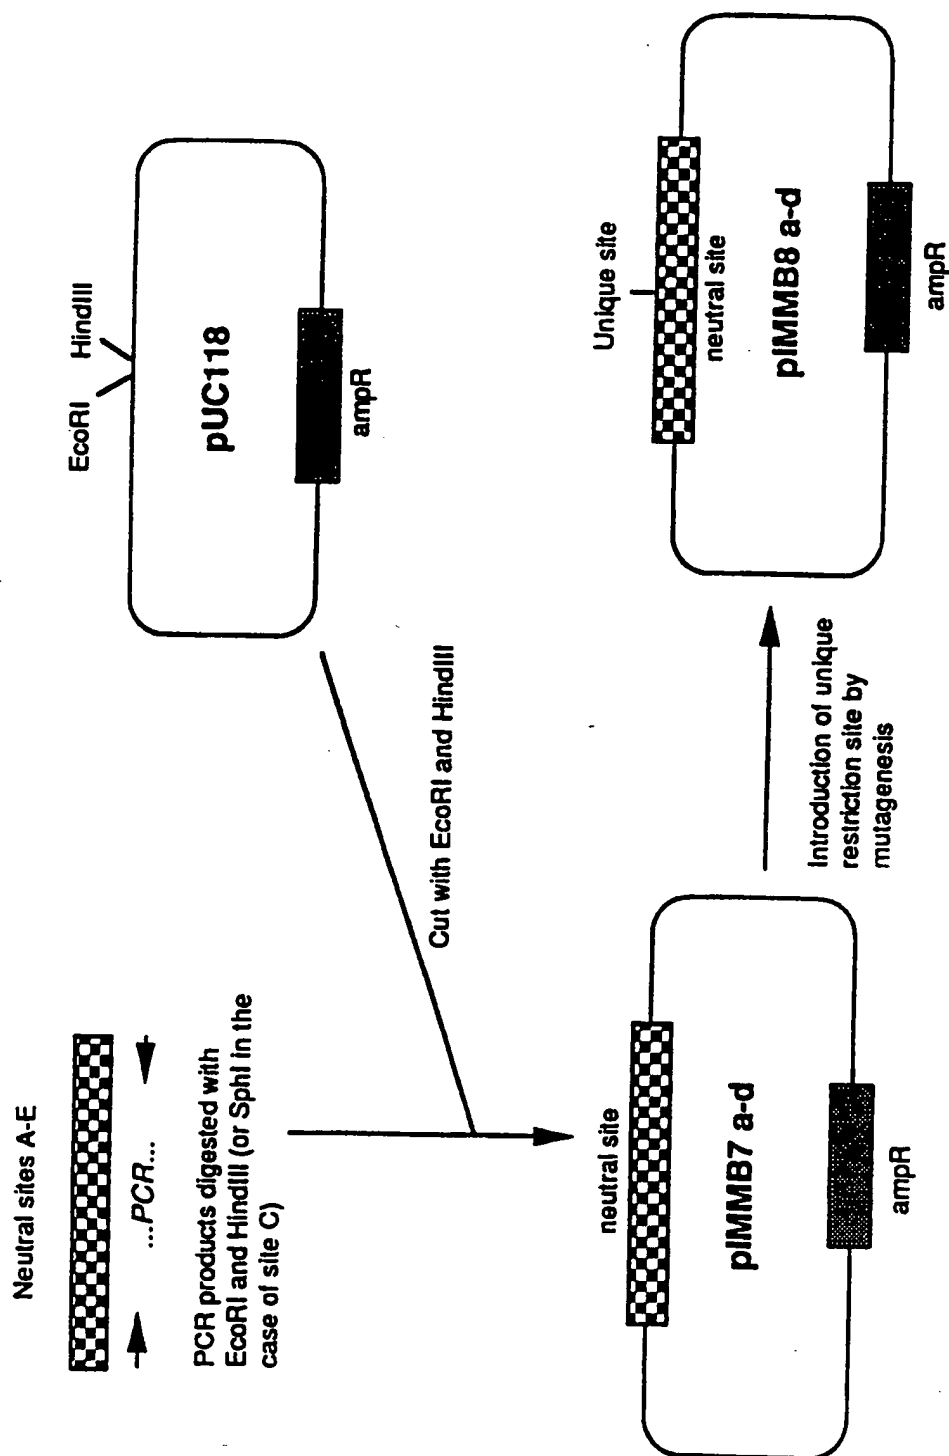 Neutral sites A-E
....PCR...
PCR products digested with
EcoRI and HindIII (or SphI in the
case of site C)
EcoRI
HindIII
pUC118
ampR
Cut with EcoRI and HindIII
neutral site
pIMMB7 a-d
ampR
Introduction of unique
restriction site by
mutagenesis
Unique site
neutral site
pIMMB8 a-d
ampR